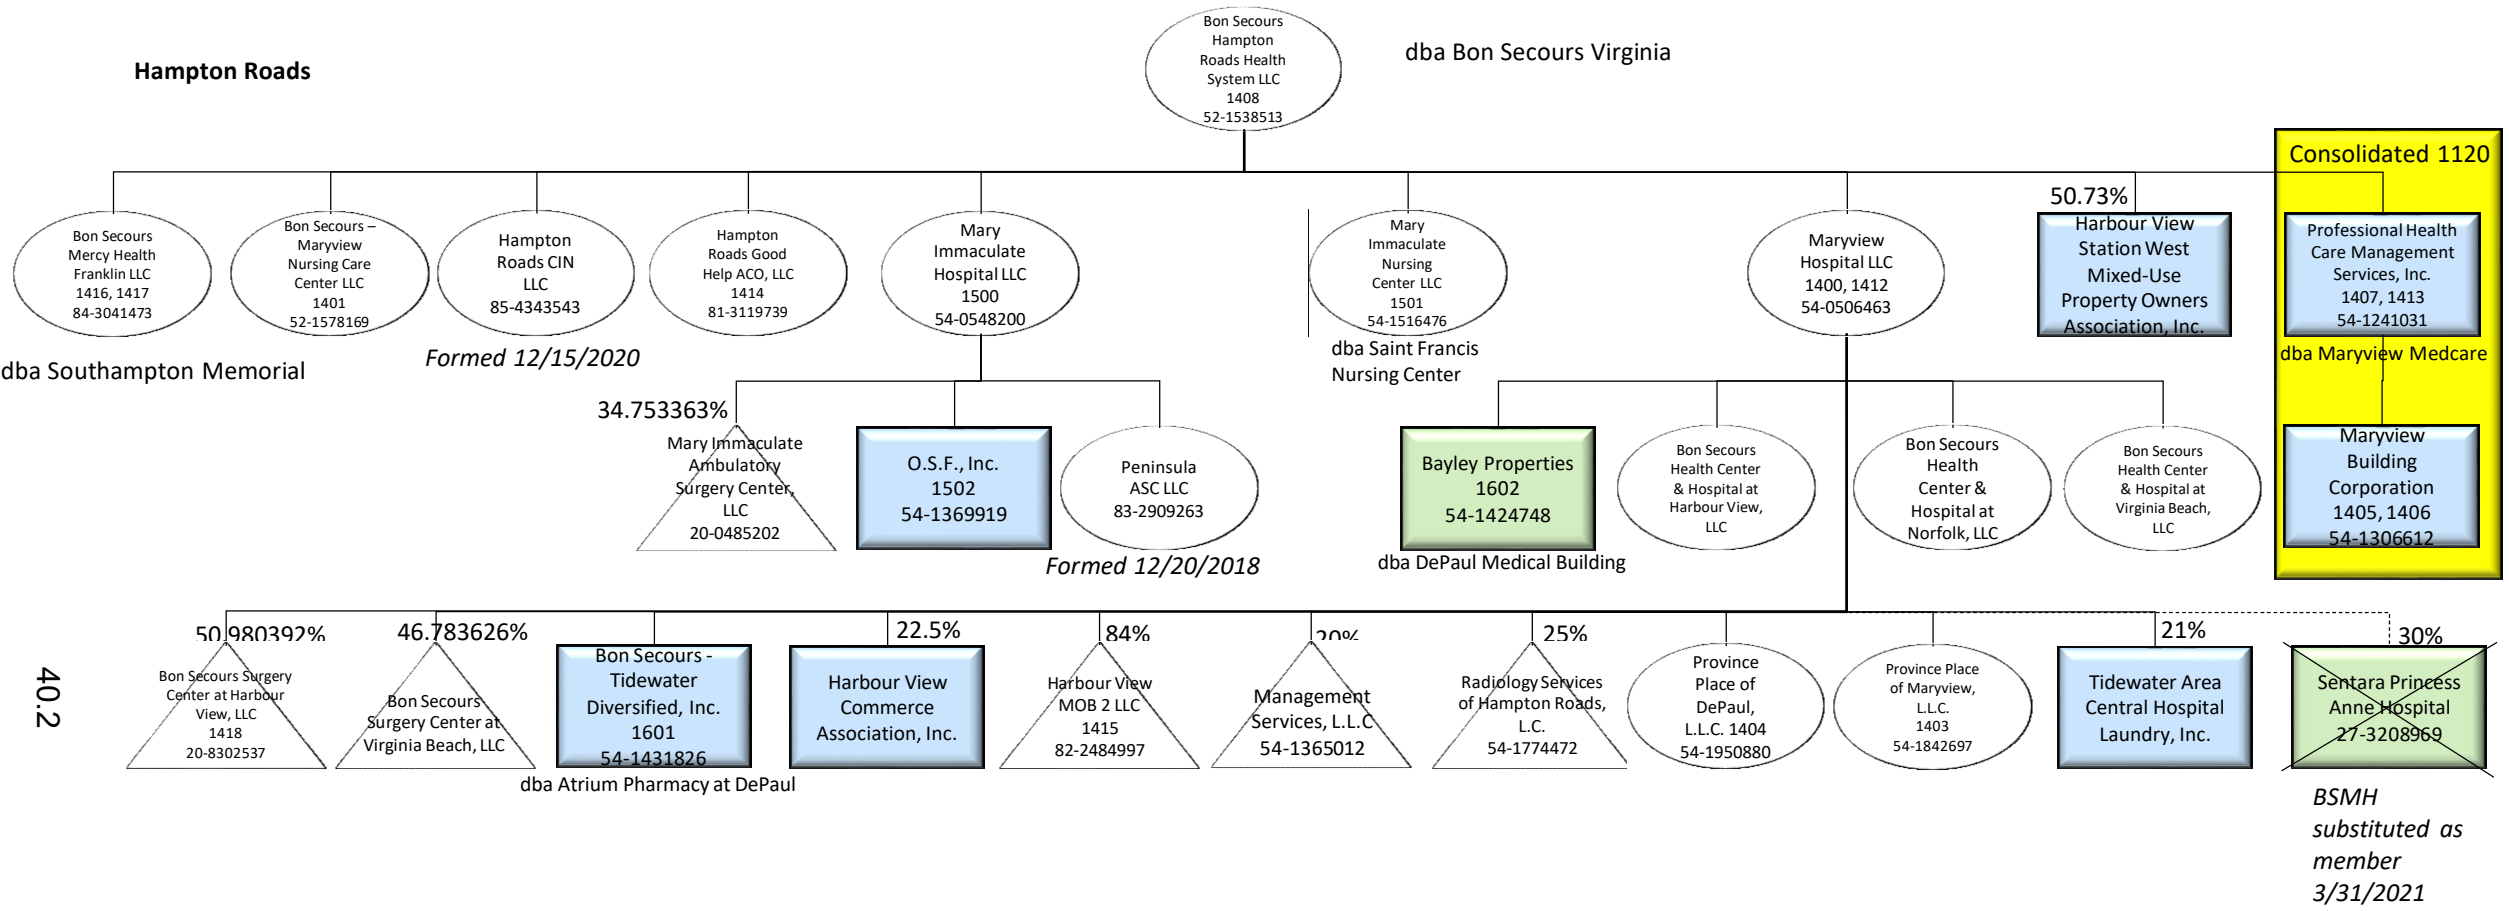 Bon Secours
Hampton
Roads Health
System LLC
1408
52-1538513
dba Bon Secours Virginia
Hampton Roads
Consolidated 1120
Bon Secours
Mercy Health
Franklin LLC
1416, 1417
84-3041473
dba Southampton Memorial
Bon Secours –
Maryview
Nursing Care
Center LLC
1401
52-1578169
Hampton
Roads CIN
LLC
85-4343543
Formed 12/15/2020
Hampton
Roads Good
Help ACO, LLC
1414
81-3119739
Mary
Immaculate
Hospital LLC
1500
54-0548200
Mary
Immaculate
Nursing
Center LLC
1501
54-1516476
dba Saint Francis
Nursing Center
Maryview
Hospital LLC
1400, 1412
54-0506463
50.73%
Harbour View
Station West
Mixed-Use
Property Owners
Association, Inc.
Professional Health
Care Management
Services, Inc.
1407, 1413
54-1241031
dba Maryview Medcare
34.753363%
Mary Immaculate
Ambulatory
Surgery Center,
LLC
20-0485202
O.S.F., Inc.
1502
54-1369919
Peninsula
ASC LLC
83-2909263
Formed 12/20/2018
Bayley Properties
1602
54-1424748
dba DePaul Medical Building
Bon Secours
Health Center
& Hospital at
Harbour View,
LLC
Bon Secours
Health
Center &
Hospital at
Norfolk, LLC
Bon Secours
Health Center
& Hospital at
Virginia Beach,
LLC
Maryview
Building
Corporation
1405, 1406
54-1306612
50.980392%
Bon Secours Surgery
Center at Harbour
View, LLC
1418
20-8302537
46.783626%
Bon Secours
Surgery Center at
Virginia Beach, LLC
Bon Secours -
Tidewater
Diversified, Inc.
1601
54-1431826
dba Atrium Pharmacy at DePaul
22.5%
Harbour View
Commerce
Association, Inc.
84%
Harbour View
MOB 2 LLC
1415
82-2484997
20%
Management
Services, L.L.C
54-1365012
25%
Radiology Services
of Hampton Roads,
L.C.
54-1774472
Province
Place of
DePaul,
L.L.C. 1404
54-1950880
Province Place
of Maryview,
L.L.C.
1403
54-1842697
21%
Tidewater Area
Central Hospital
Laundry, Inc.
30%
Sentara Princess
Anne Hospital
27-3208969
BSMH
substituted as
member
3/31/2021
40.2